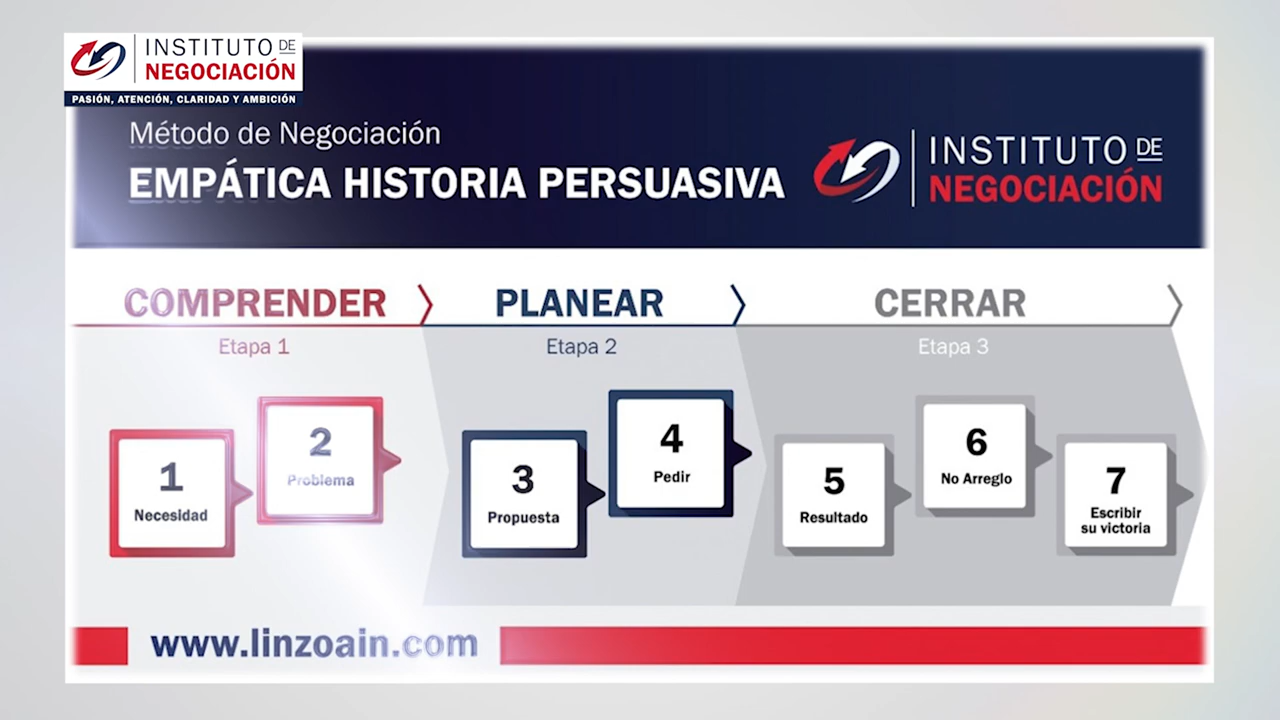 INSTITUTO DE
NEGOCIACIÓN
PASIÓN, ATENCIÓN, CLARIDAD Y AMBICIÓN
Método de Negociación
EMPÁTICA HISTORIA PERSUASIVA
INSTITUTO DE
NEGOCIACIÓN
COMPRENDER
PLANEAR
CERRAR
Etapa 1
Etapa 2
Etapa 3
1
Necesidad
2
Problema
3
Propuesta
4
Pedir
5
Resultado
6
No Arreglo
7
Escribir
su victoria
www.linzoain.com